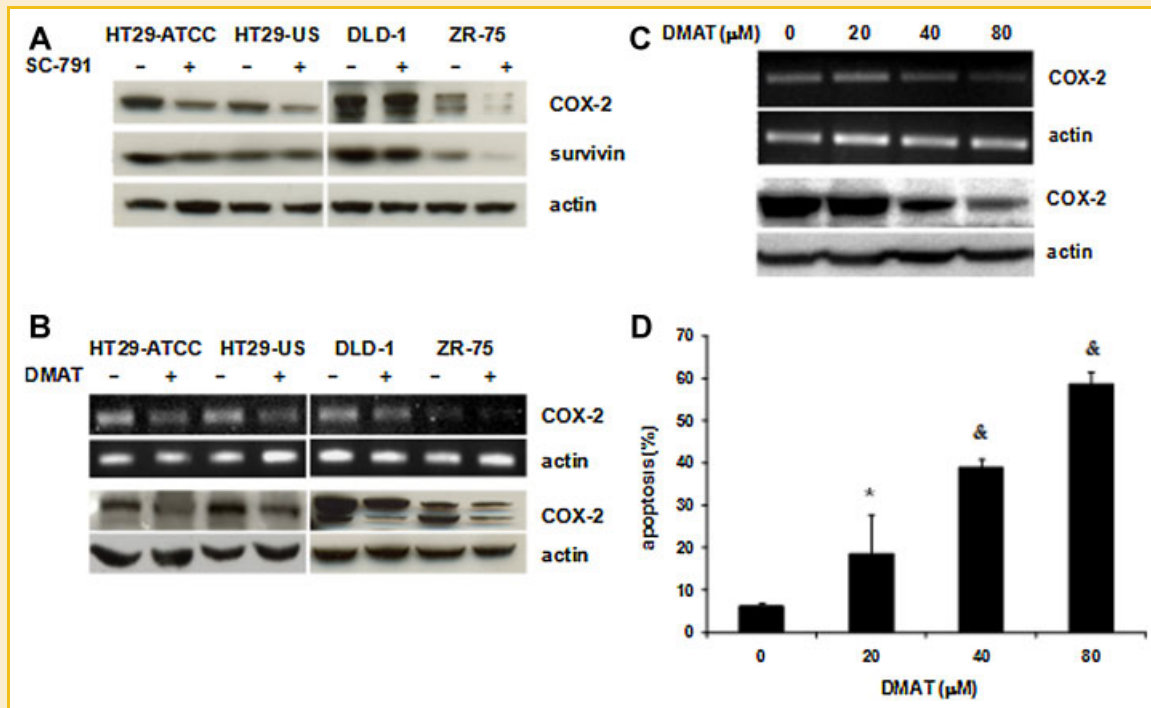 A
HT29-ATCC HT29-US DLD-1 ZR-75
SC-791 – + – + – + – +
COX-2
survivin
actin
B
HT29-ATCC HT29-US DLD-1 ZR-75
DMAT – + – + – + – +
COX-2
actin
COX-2
actin
C
DMAT (µM) 0 20 40 80
COX-2
actin
COX-2
actin
D
70
60
50
40
30
20
10
0
apoptosis (%)
* & &
0 20 40 80
DMAT (µM)